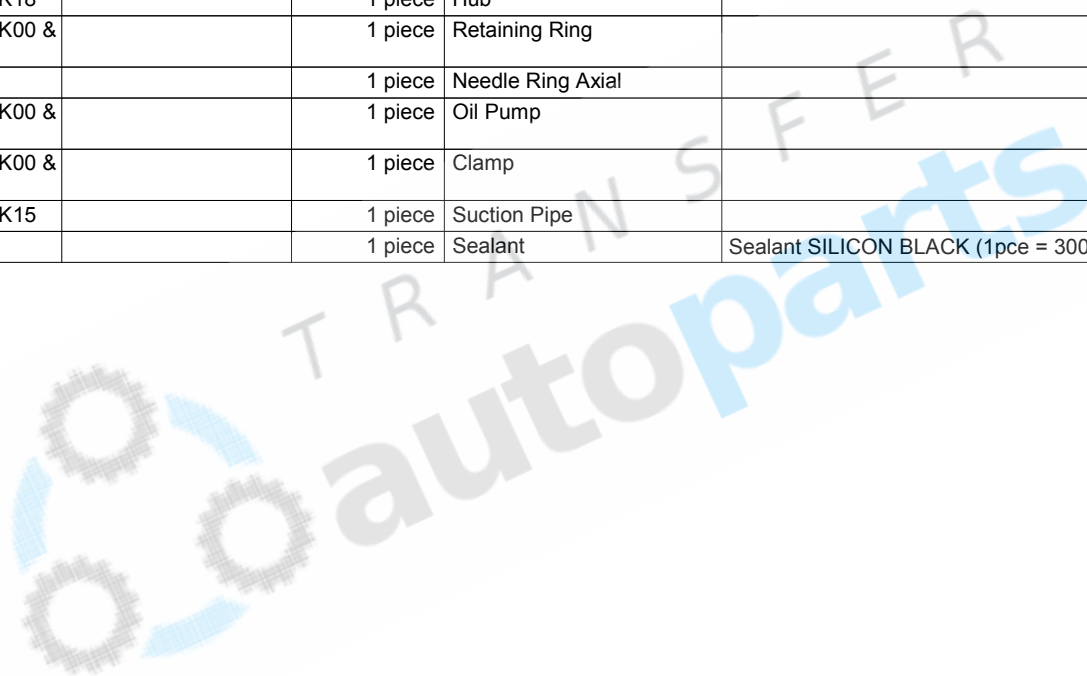 K18 1 piece Hub
K00 & 1 piece Retaining Ring
1 piece Needle Ring Axial
K00 & 1 piece Oil Pump
K00 & 1 piece Clamp
K15 1 piece Suction Pipe
1 piece Sealant Sealant SILICON BLACK (1pce = 300
TRANSFER
autoparts